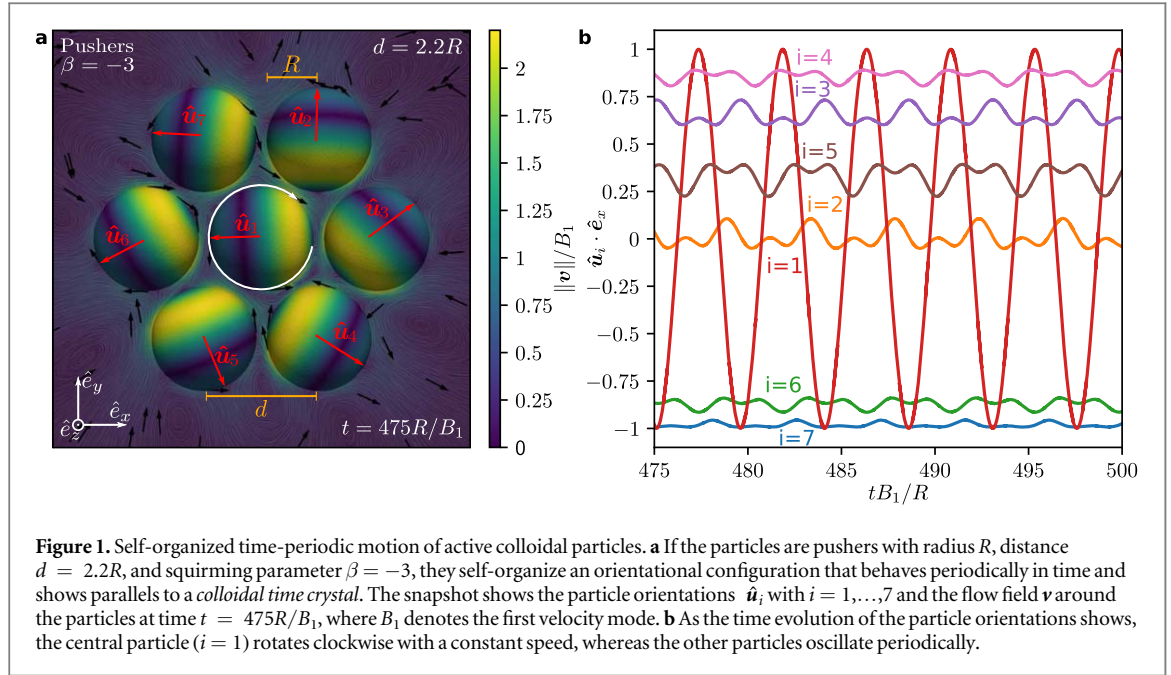 a
Pushers
β = −3
d = 2.2R
R
û₇
û₂
û₁
û₃
û₆
û₄
û₅
d
ê_y
ê_x
ê_z
t = 475R/B₁
2
1.75
1.5
1.25
1
0.75
0.5
0.25
0
‖v‖/B₁
b
1
0.75
0.5
0.25
0
−0.25
−0.5
−0.75
−1
û_i · ê_x
i=4
i=3
i=5
i=2
i=1
i=6
i=7
475
480
485
490
495
500
tB₁/R
Figure 1. Self-organized time-periodic motion of active colloidal particles. a If the particles are pushers with radius R, distance
d = 2.2R, and squirming parameter β = −3, they self-organize an orientational configuration that behaves periodically in time and
shows parallels to a colloidal time crystal. The snapshot shows the particle orientations û_i with i = 1,…,7 and the flow field v around
the particles at time t = 475R/B₁, where B₁ denotes the first velocity mode. b As the time evolution of the particle orientations shows,
the central particle (i = 1) rotates clockwise with a constant speed, whereas the other particles oscillate periodically.